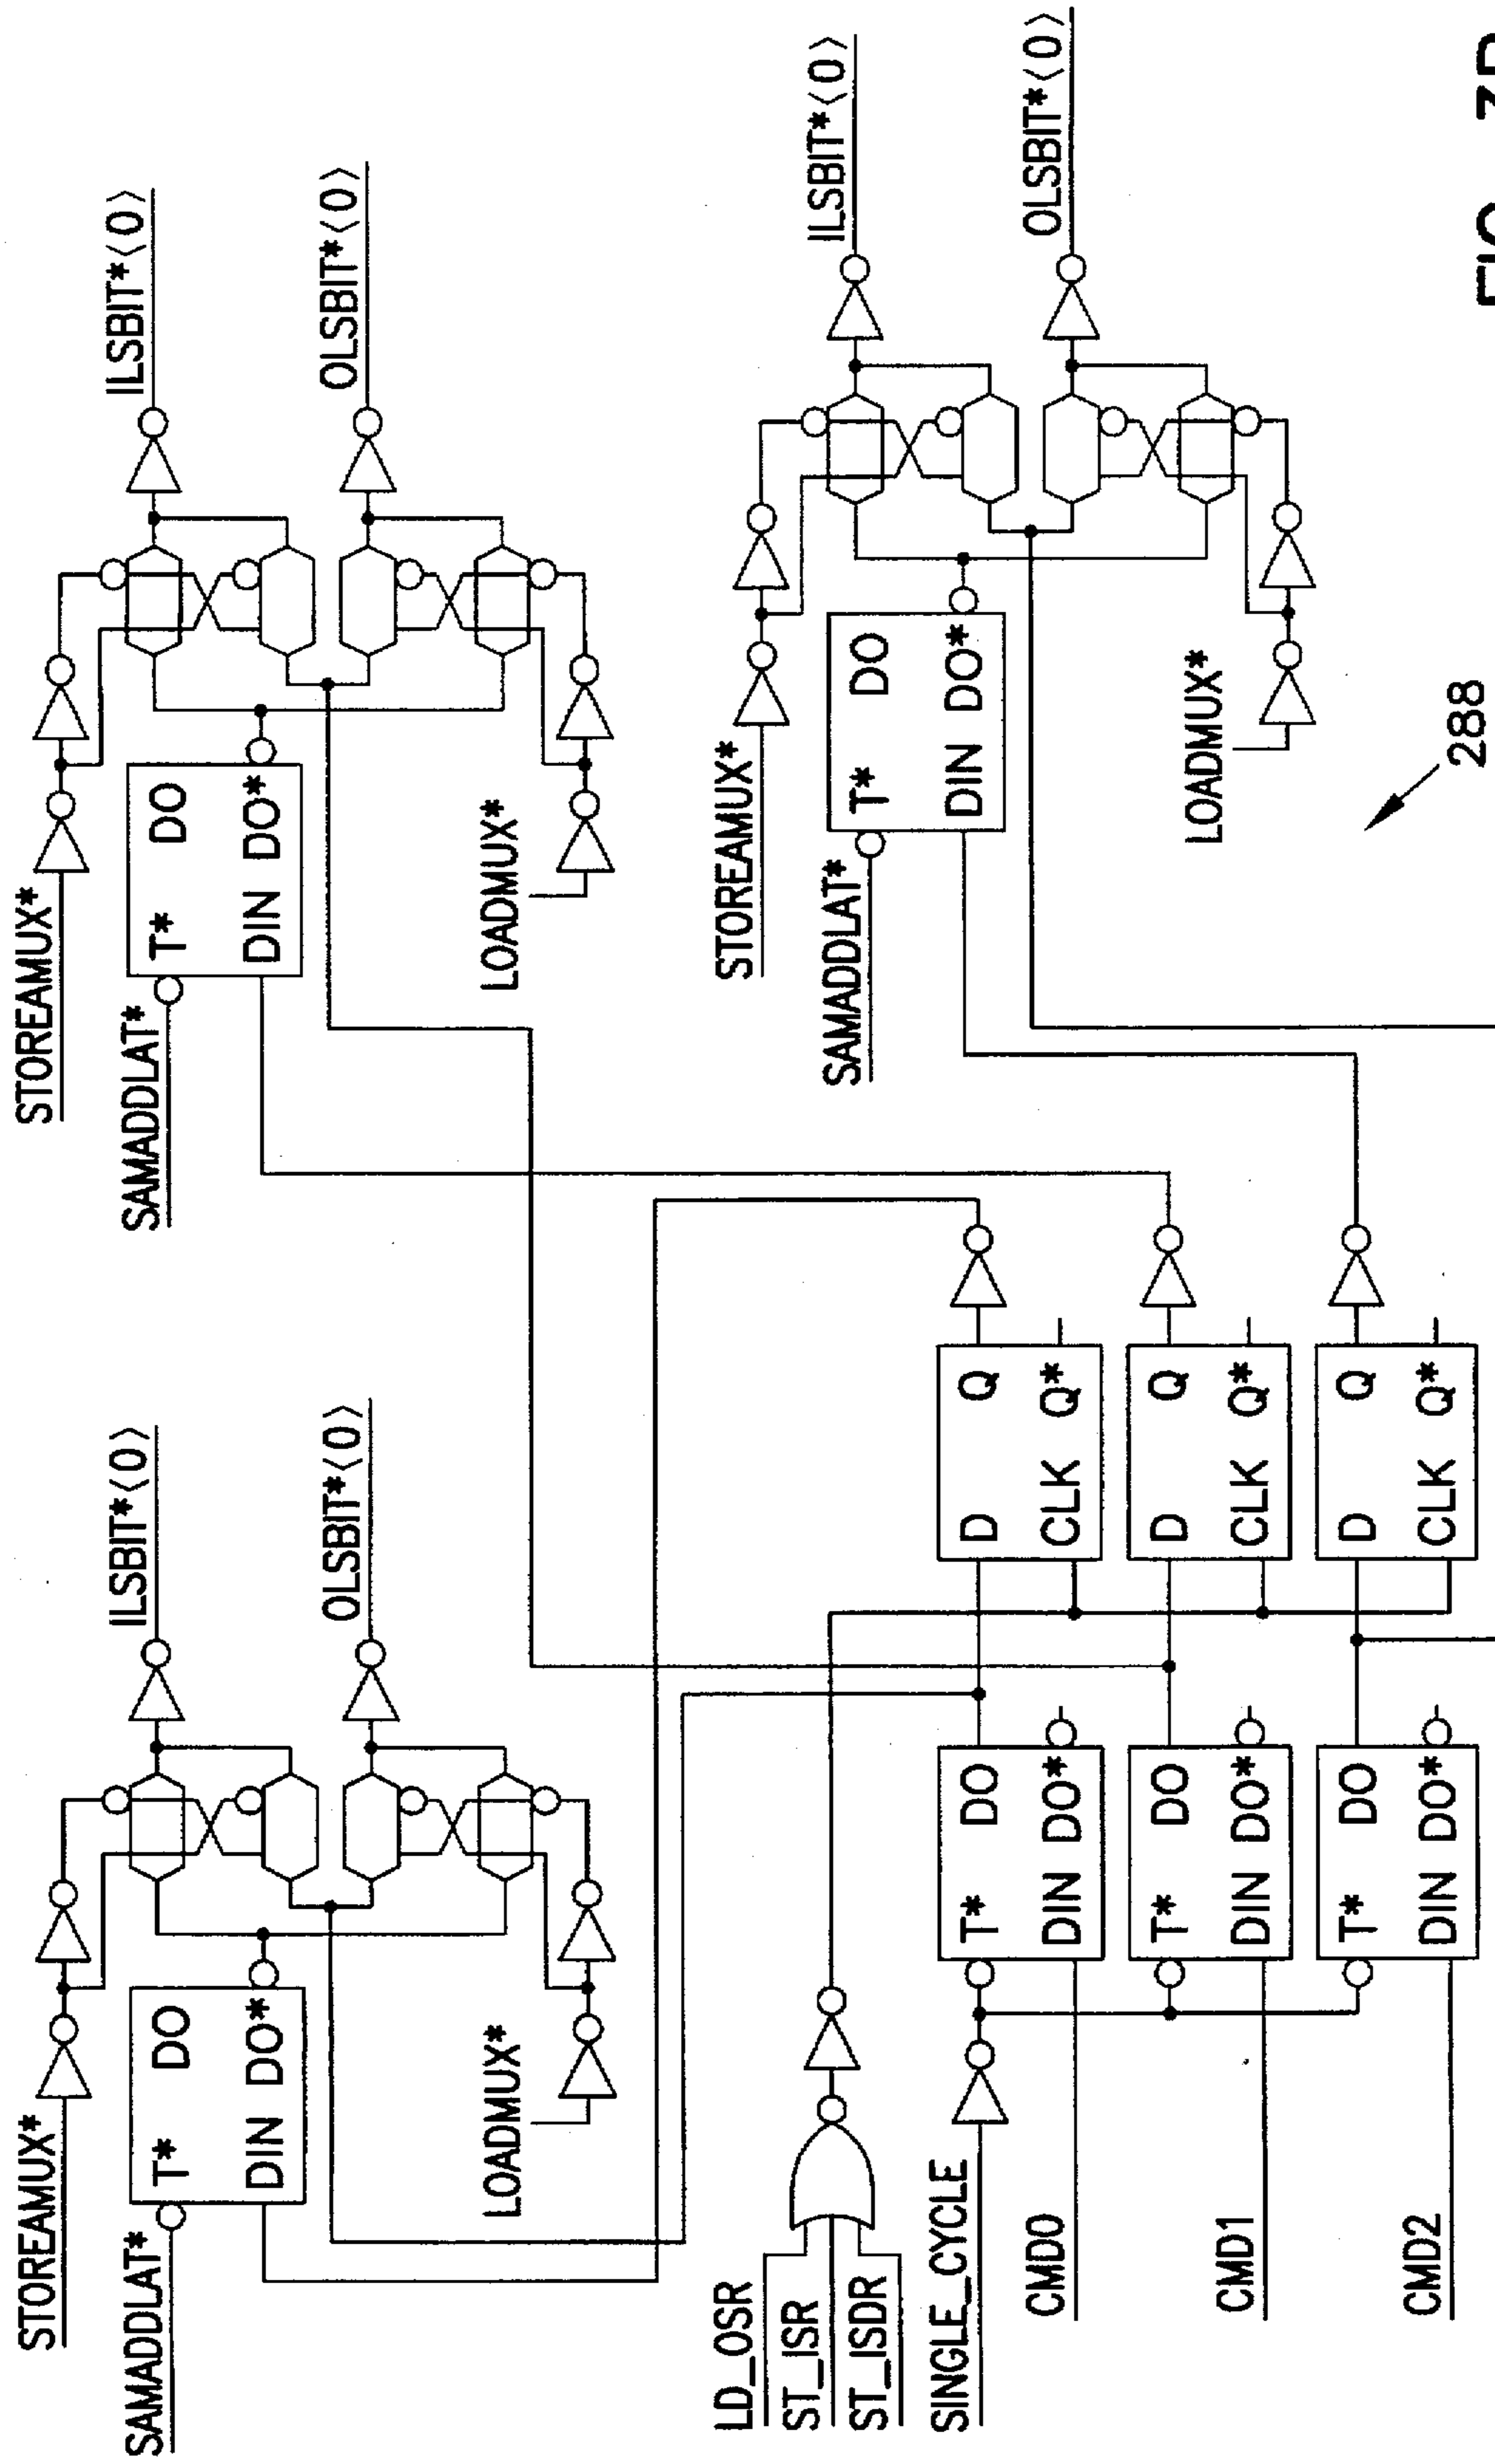 STOREAMUX*
SAMADDLAT*
T* DO
DIN DO*
LOADMUX*
ILSBIT*<0>
OLSBIT*<0>
STOREAMUX*
SAMADDLAT*
T* DO
DIN DO*
LOADMUX*
ILSBIT*<0>
OLSBIT*<0>
STOREAMUX*
SAMADDLAT*
T* DO
DIN DO*
LOADMUX*
ILSBIT*<0>
OLSBIT*<0>
LD_OSR
ST_ISR
ST_ISDR
SINGLE_CYCLE
CMD0
CMD1
CMD2
T* DO
DIN DO*
T* DO
DIN DO*
T* DO
DIN DO*
D Q
CLK Q*
D Q
CLK Q*
D Q
CLK Q*
288